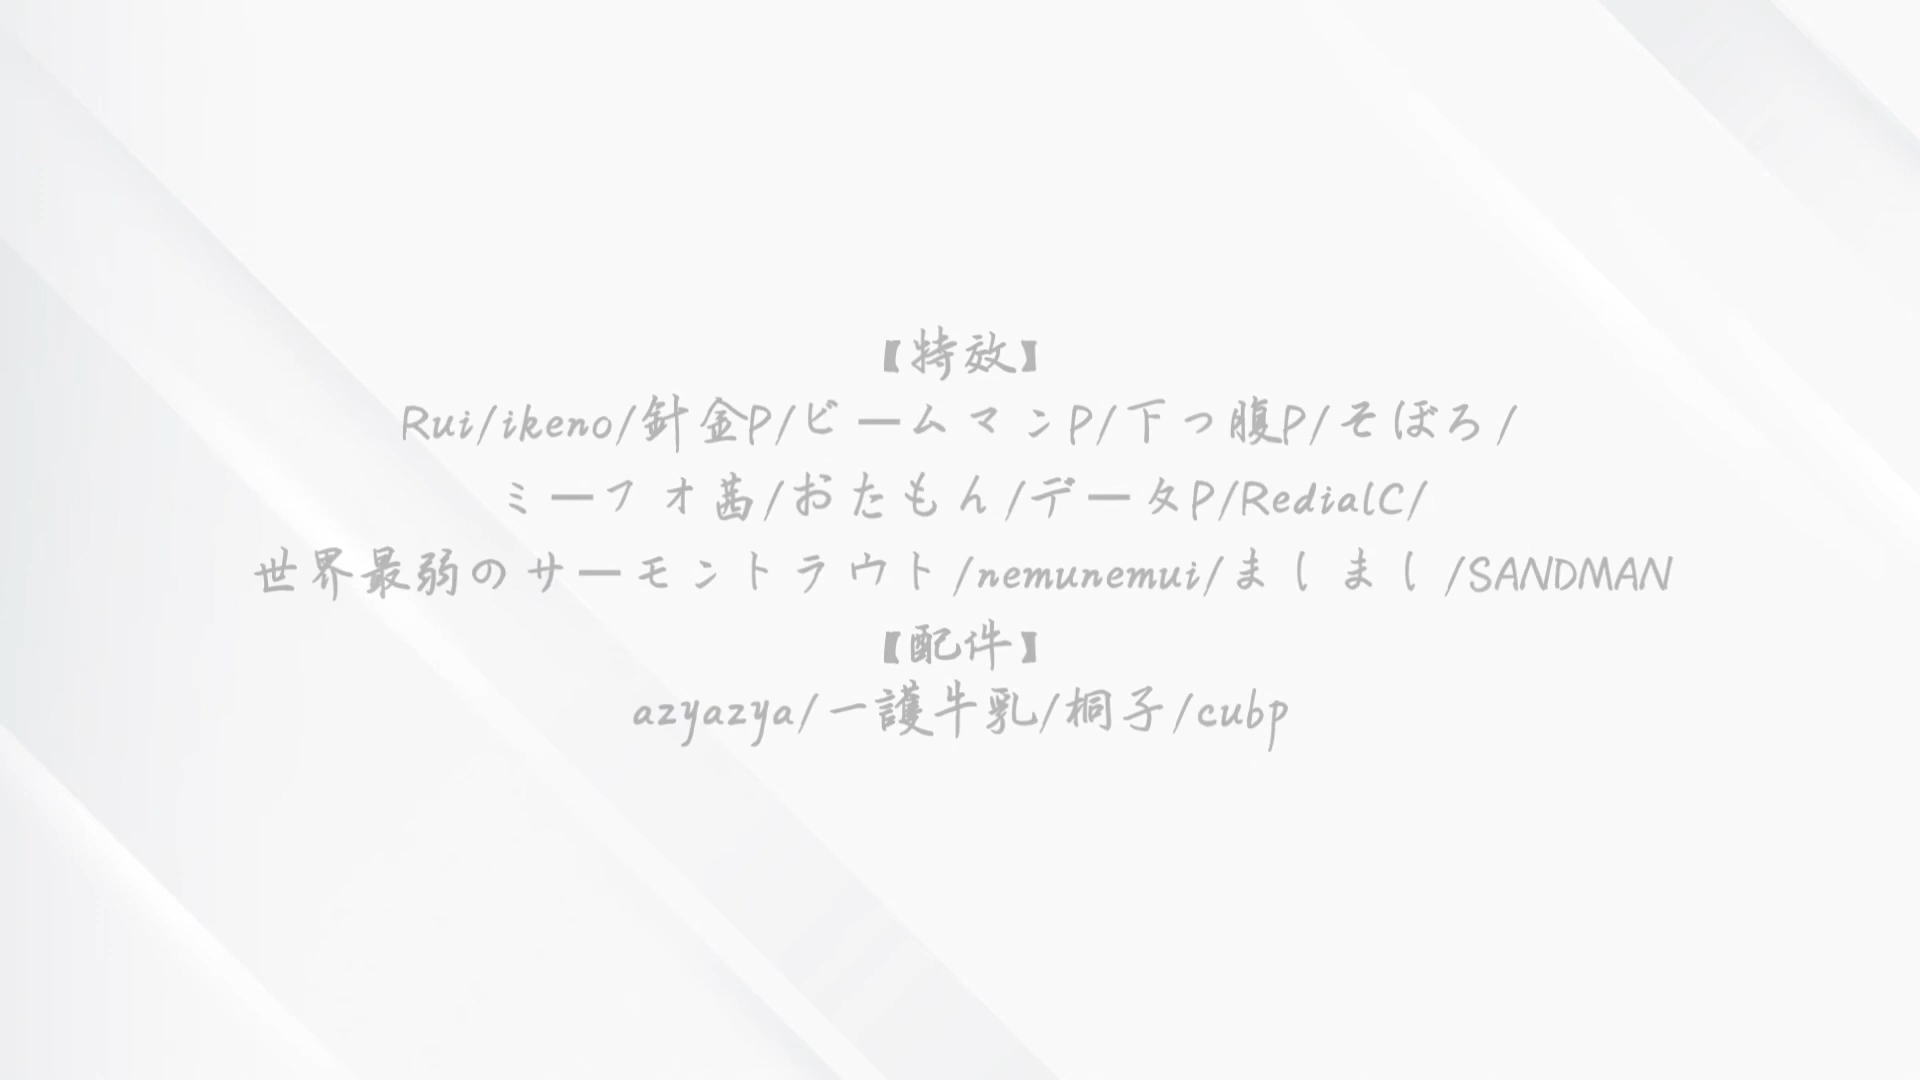 【特效】
Rui/ikeno/針金P/ビームマンP/下っ腹P/そぼろ/
ミーフォ茜/おたもん/データP/RedialC/
世界最弱のサーモントラウト/nemunemui/ましまし/SANDMAN
【配件】
azyazya/一護牛乳/桐子/cubp